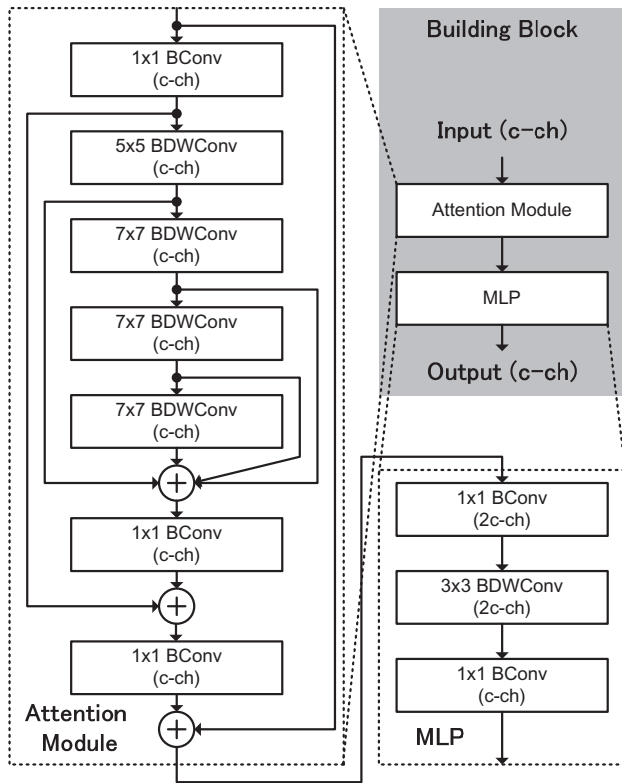 1x1 BConv
(c-ch)
5x5 BDWConv
(c-ch)
7x7 BDWConv
(c-ch)
7x7 BDWConv
(c-ch)
7x7 BDWConv
(c-ch)
1x1 BConv
(c-ch)
1x1 BConv
(c-ch)
Attention
Module
Building Block
Input (c-ch)
Attention Module
MLP
Output (c-ch)
1x1 BConv
(2c-ch)
3x3 BDWConv
(2c-ch)
1x1 BConv
(c-ch)
MLP